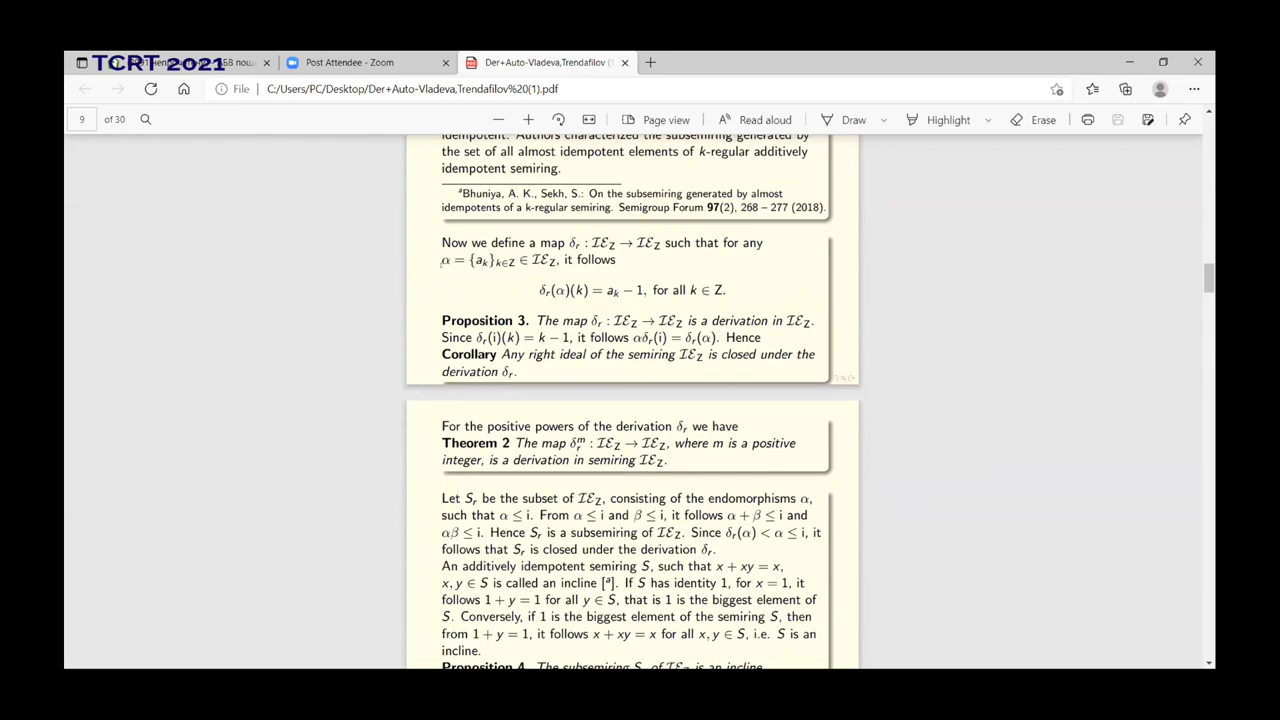 TCRT 2021
Post Attendee - Zoom
Der+Auto-Vladeva,Trendafilov (1
File C:/Users/PC/Desktop/Der+Auto-Vladeva,Trendafilov%20(1).pdf
9 of 30 Page view Read aloud Draw Highlight Erase
idempotent. Authors characterized the subsemiring generated by
the set of all almost idempotent elements of k-regular additively
idempotent semiring.
ᵃBhuniya, A. K., Sekh, S.: On the subsemiring generated by almost
idempotents of a k-regular semiring. Semigroup Forum 97(2), 268 – 277 (2018).
Now we define a map δ_r : ℐℰ_Z → ℐℰ_Z such that for any
α = {a_k}_{k∈Z} ∈ ℐℰ_Z, it follows
δ_r(α)(k) = a_k − 1, for all k ∈ Z.
Proposition 3. The map δ_r : ℐℰ_Z → ℐℰ_Z is a derivation in ℐℰ_Z.
Since δ_r(i)(k) = k − 1, it follows αδ_r(i) = δ_r(α). Hence
Corollary Any right ideal of the semiring ℐℰ_Z is closed under the
derivation δ_r.
For the positive powers of the derivation δ_r we have
Theorem 2 The map δ_r^m : ℐℰ_Z → ℐℰ_Z, where m is a positive
integer, is a derivation in semiring ℐℰ_Z.
Let S_r be the subset of ℐℰ_Z, consisting of the endomorphisms α,
such that α ≤ i. From α ≤ i and β ≤ i, it follows α + β ≤ i and
αβ ≤ i. Hence S_r is a subsemiring of ℐℰ_Z. Since δ_r(α) < α ≤ i, it
follows that S_r is closed under the derivation δ_r.
An additively idempotent semiring S, such that x + xy = x,
x, y ∈ S is called an incline [ᵃ]. If S has identity 1, for x = 1, it
follows 1 + y = 1 for all y ∈ S, that is 1 is the biggest element of
S. Conversely, if 1 is the biggest element of the semiring S, then
from 1 + y = 1, it follows x + xy = x for all x, y ∈ S, i.e. S is an
incline.
Proposition 4. The subsemiring S_r of ℐℰ_Z is an incline.